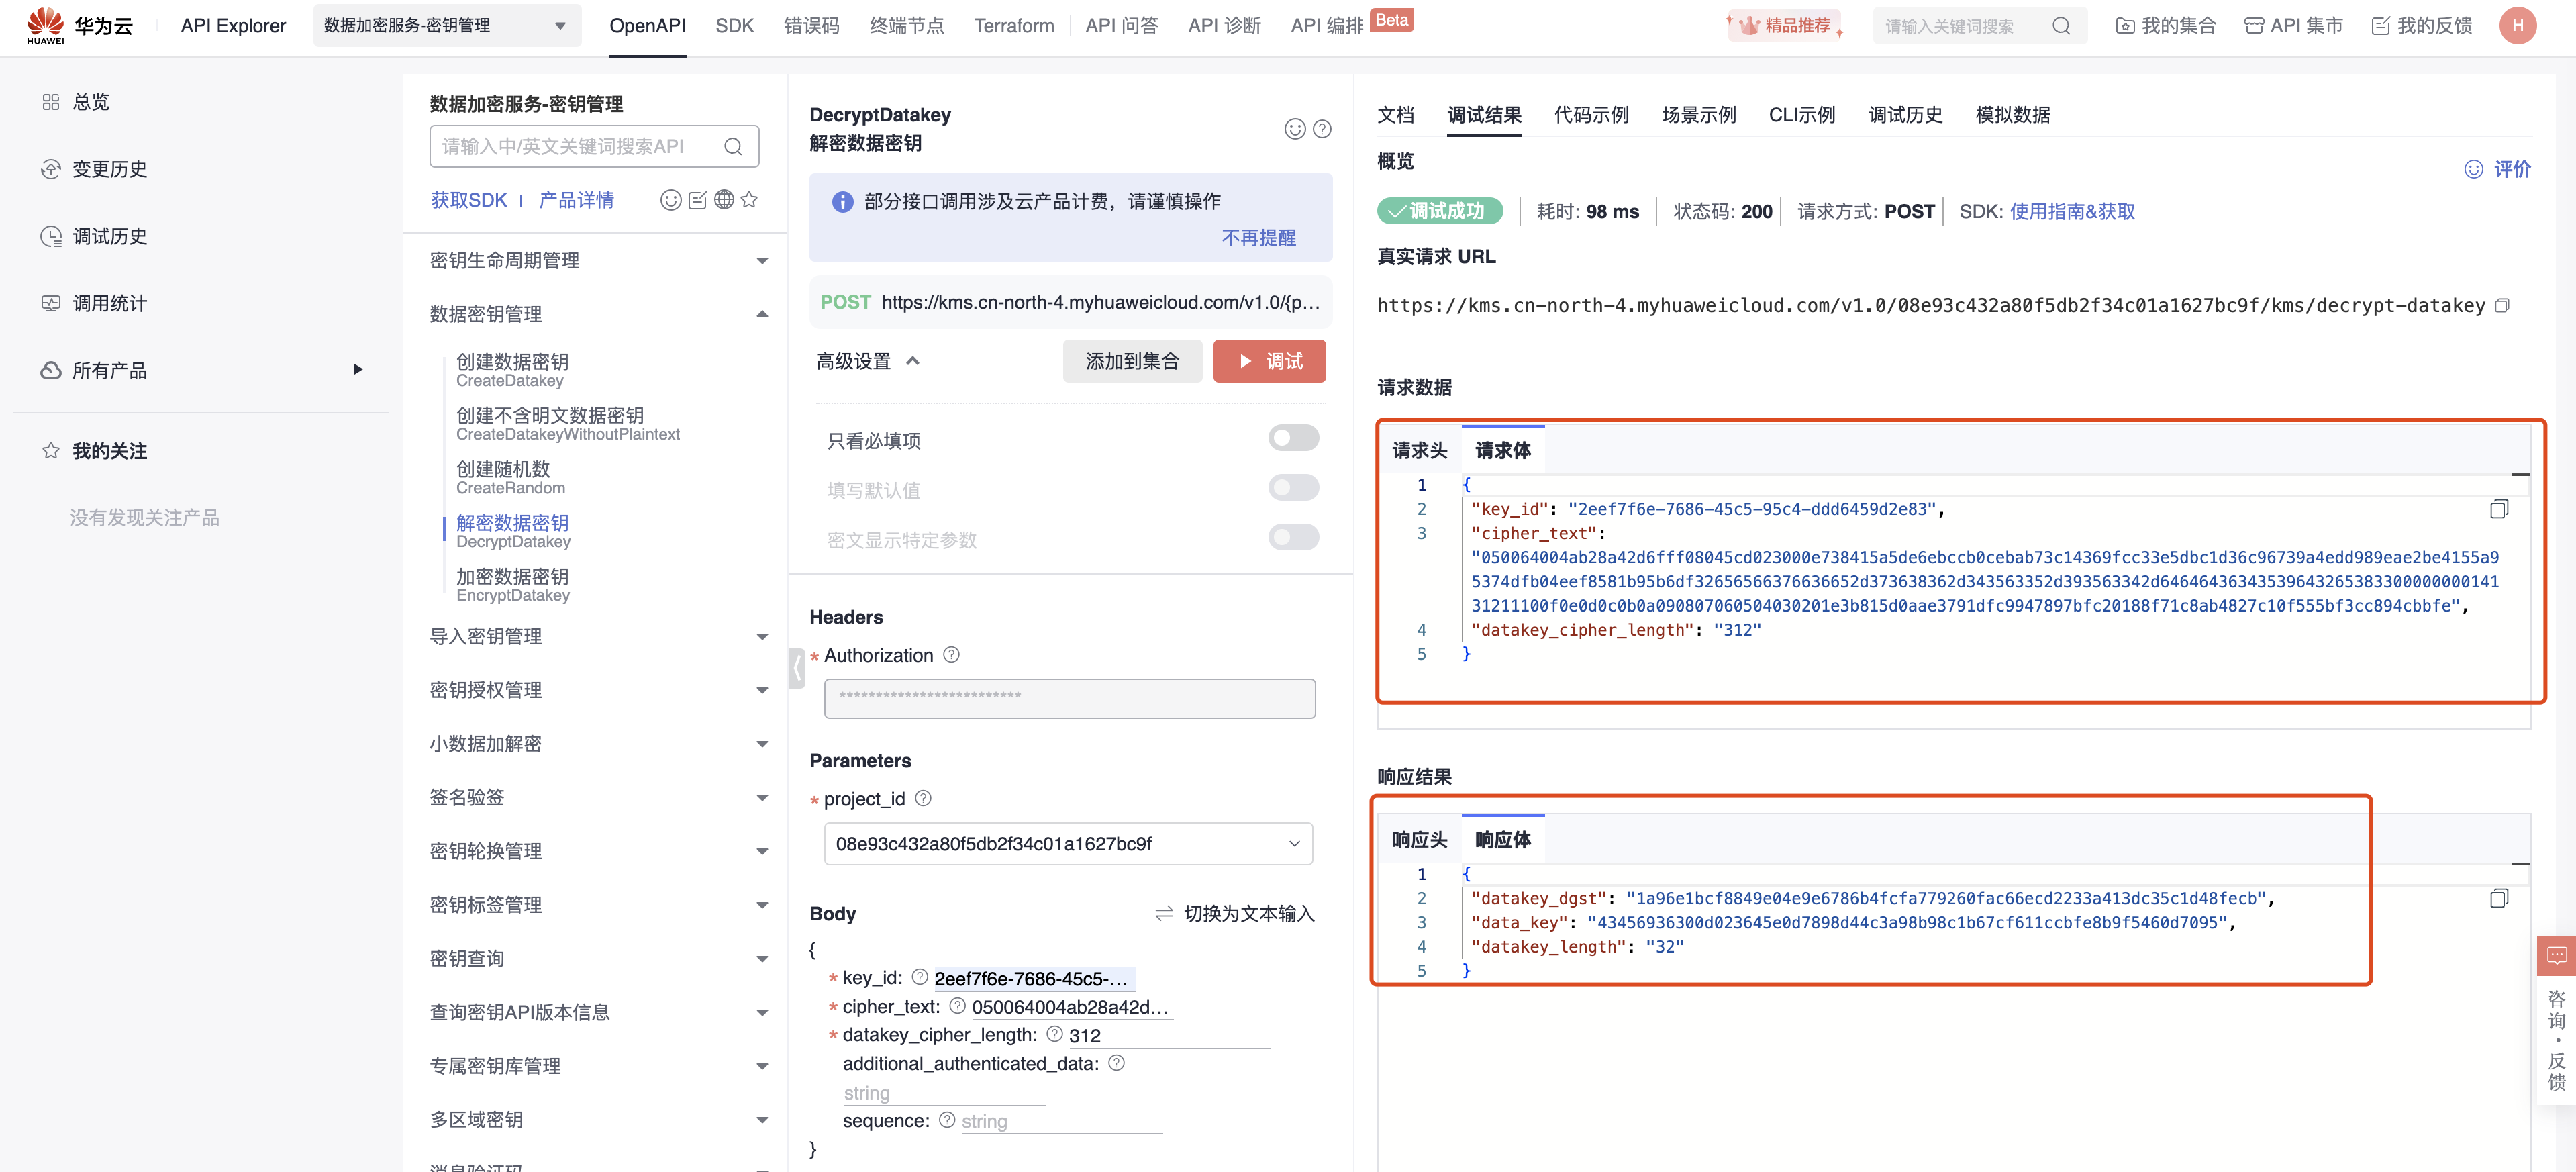 HUAWEI
华为云
API Explorer
数据加密服务-密钥管理
OpenAPI
SDK
错误码
终端节点
Terraform
API 问答
API 诊断
API 编排
Beta
精品推荐
请输入关键词搜索
我的集合
API 集市
我的反馈
H
总览
变更历史
调试历史
调用统计
所有产品
我的关注
没有发现关注产品
数据加密服务-密钥管理
请输入中/英文关键词搜索API
获取SDK
产品详情
密钥生命周期管理
数据密钥管理
创建数据密钥
CreateDatakey
创建不含明文数据密钥
CreateDatakeyWithoutPlaintext
创建随机数
CreateRandom
解密数据密钥
DecryptDatakey
加密数据密钥
EncryptDatakey
导入密钥管理
密钥授权管理
小数据加解密
签名验签
密钥轮换管理
密钥标签管理
密钥查询
查询密钥API版本信息
专属密钥库管理
多区域密钥
消息验证码
DecryptDatakey
解密数据密钥
部分接口调用涉及云产品计费，请谨慎操作
不再提醒
POST https://kms.cn-north-4.myhuaweicloud.com/v1.0/{p...
高级设置
添加到集合
调试
只看必填项
填写默认值
密文显示特定参数
Headers
* Authorization
**************************
Parameters
* project_id
08e93c432a80f5db2f34c01a1627bc9f
Body
切换为文本输入
{
* key_id: 2eef7f6e-7686-45c5-...
* cipher_text: 050064004ab28a42d...
* datakey_cipher_length: 312
additional_authenticated_data:
string
sequence: string
}
文档
调试结果
代码示例
场景示例
CLI示例
调试历史
模拟数据
概览
评价
调试成功
耗时: 98 ms
状态码: 200
请求方式: POST
SDK: 使用指南&获取
真实请求 URL
https://kms.cn-north-4.myhuaweicloud.com/v1.0/08e93c432a80f5db2f34c01a1627bc9f/kms/decrypt-datakey
请求数据
请求头
请求体
1 {
2 "key_id": "2eef7f6e-7686-45c5-95c4-ddd6459d2e83",
3 "cipher_text":
"050064004ab28a42d6fff08045cd023000e738415a5de6ebccb0cebab73c14369fcc33e5dbc1d36c96739a4edd989eae2be4155a9
5374dfb04eef8581b95b6df32656566376636652d373638362d343563352d393563342d6464643634353964326538330000000014​1
31211100f0e0d0c0b0a090807060504030201e3b815d0aae3791dfc9947897bfc20188f71c8ab4827c10f555bf3cc894cbbfe",
4 "datakey_cipher_length": "312"
5 }
响应结果
响应头
响应体
1 {
2 "datakey_dgst": "1a96e1bcf8849e04e9e6786b4fcfa779260fac66ecd2233a413dc35c1d48fecb",
3 "data_key": "43456936300d023645e0d7898d44c3a98b98c1b67cf611ccbfe8b9f5460d7095",
4 "datakey_length": "32"
5 }
咨询·反馈